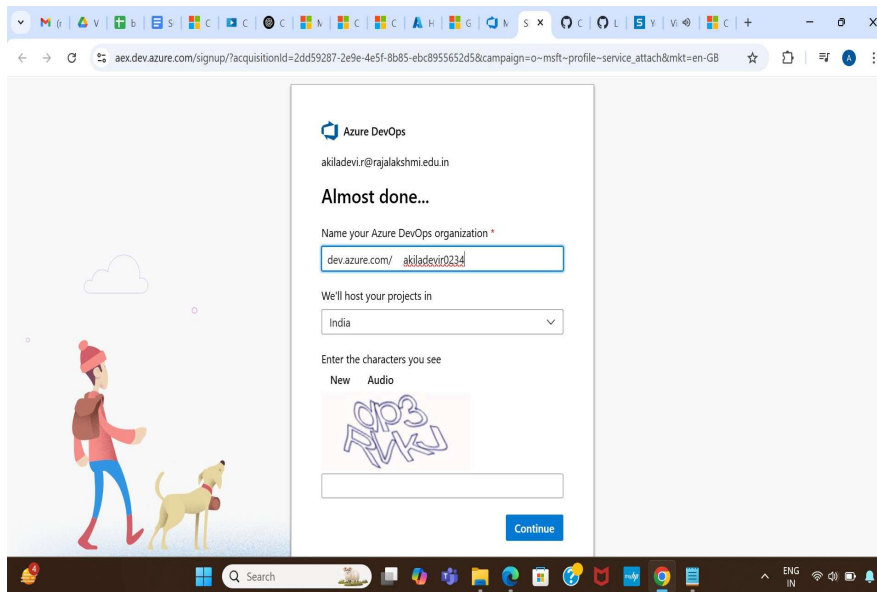 (r V b S C C C N C C H G N S C L Y Vi C
aex.dev.azure.com/signup/?acquisitionId=2dd59287-2e9e-4e5f-8b85-ebc8955652d5&campaign=o~msft~profile~service_attach&mkt=en-GB
A
Azure DevOps
akiladevi.r@rajalakshmi.edu.in
Almost done...
Name your Azure DevOps organization *
dev.azure.com/ akiladevir0234
We'll host your projects in
India
Enter the characters you see
New Audio
Continue
Search
ENG
IN